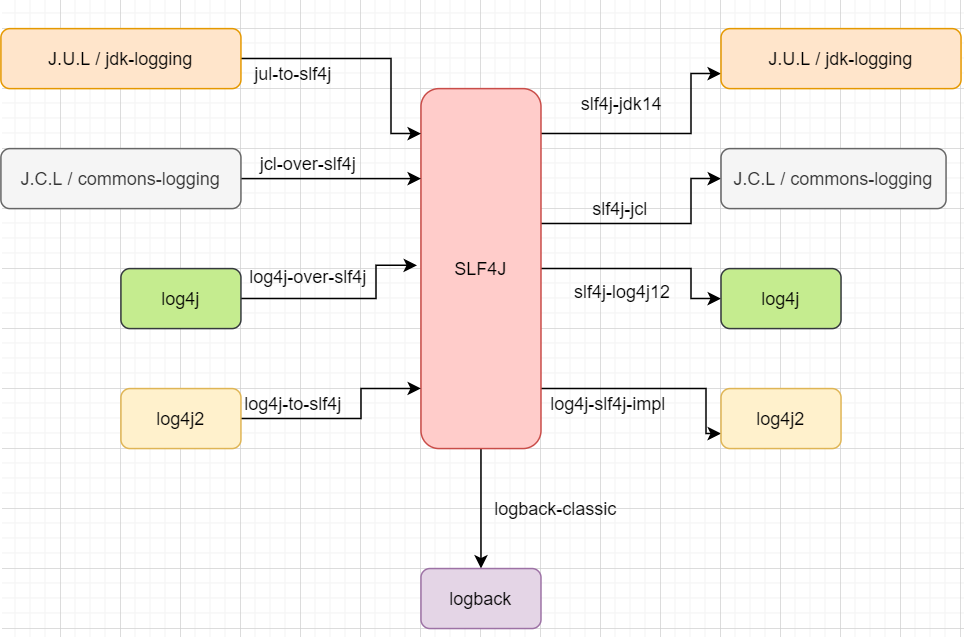 J.U.L / jdk-logging
jul-to-slf4j
J.U.L / jdk-logging
slf4j-jdk14
J.C.L / commons-logging
jcl-over-slf4j
J.C.L / commons-logging
slf4j-jcl
SLF4J
log4j
log4j-over-slf4j
slf4j-log4j12
log4j
log4j2
log4j-to-slf4j
log4j-slf4j-impl
log4j2
logback-classic
logback